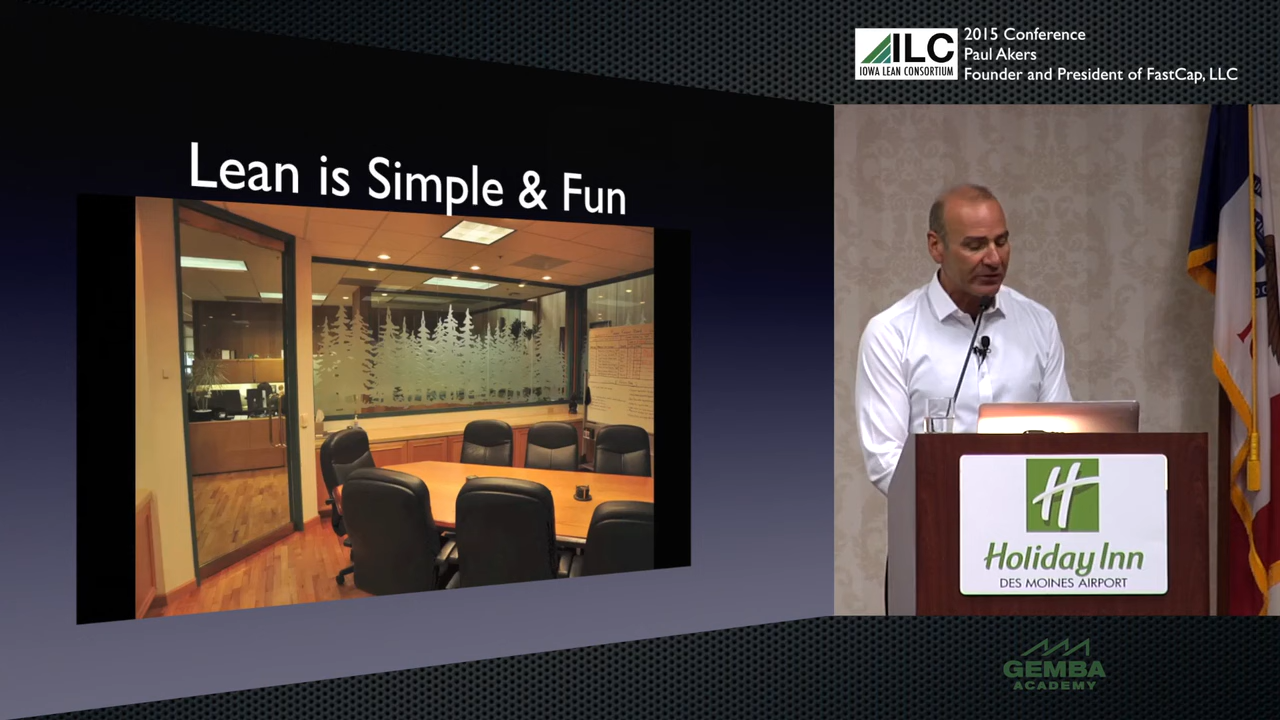 ILC
IOWA LEAN CONSORTIUM
2015 Conference
Paul Akers
Founder and President of FastCap, LLC
Lean is Simple & Fun
H
Holiday Inn
DES MOINES AIRPORT
GEMBA
ACADEMY